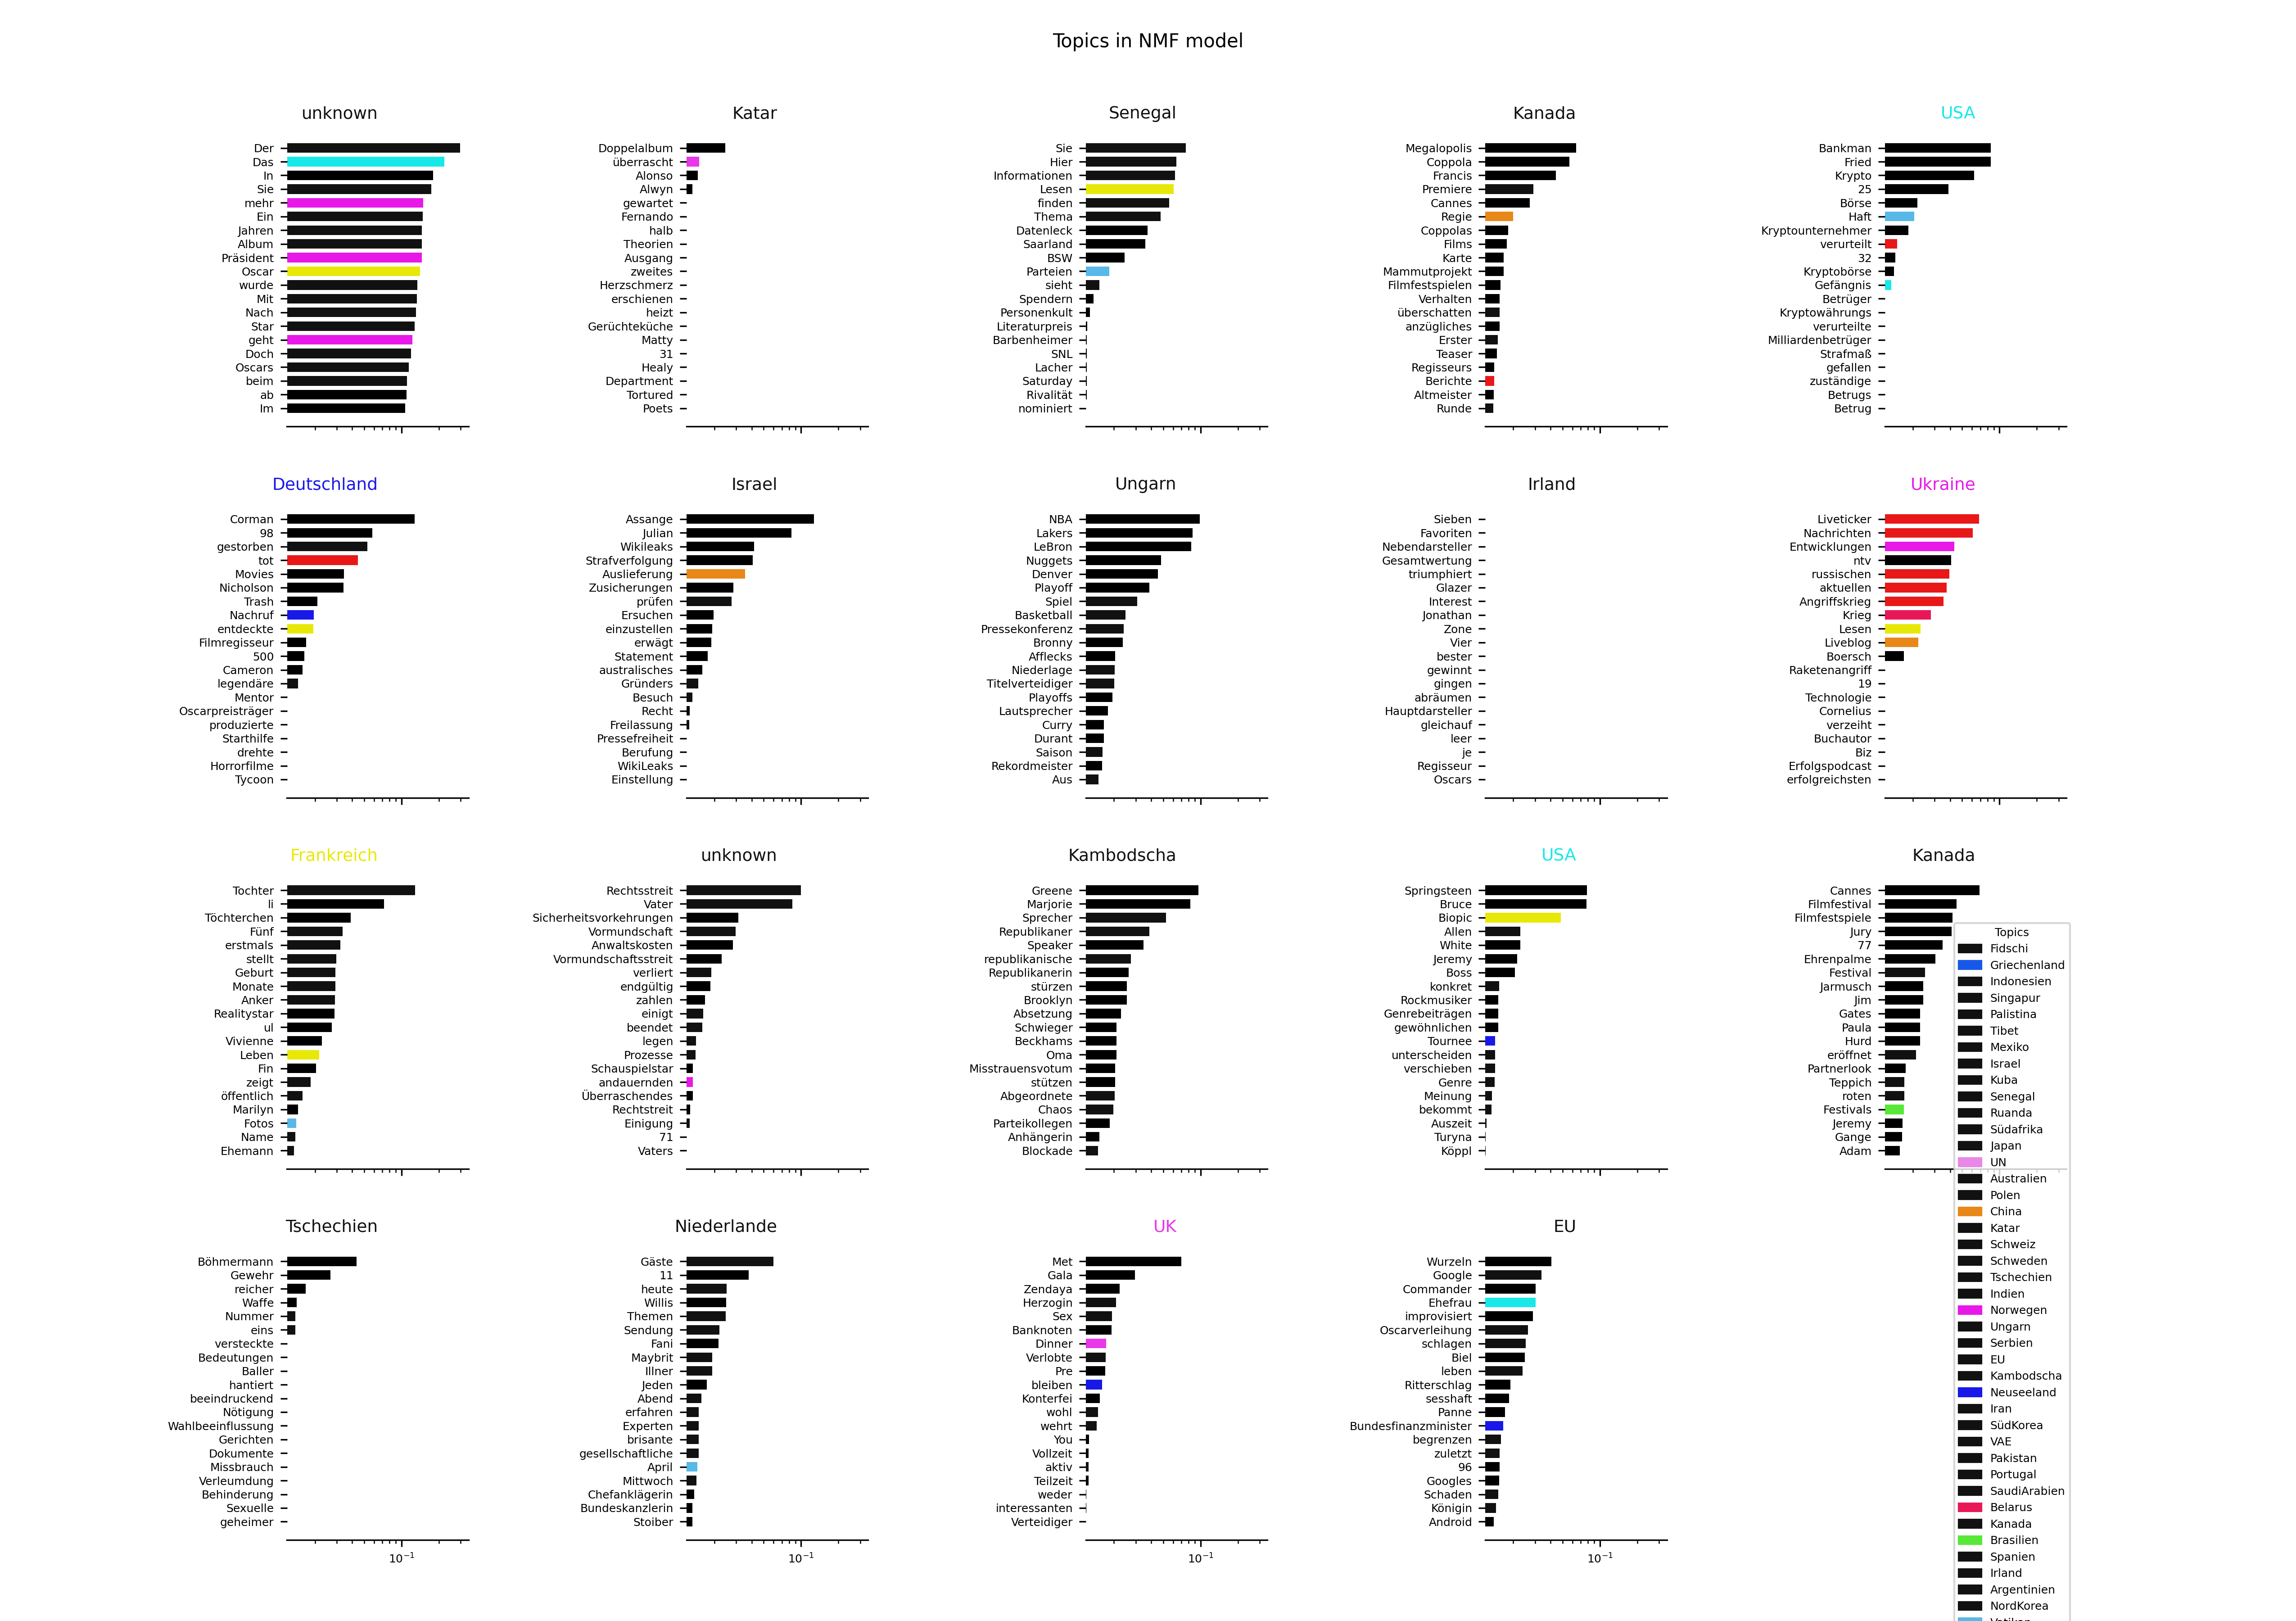 Topics in NMF model
unknown
Der
Das
In
Sie
mehr
Ein
Jahren
Album
Präsident
Oscar
wurde
Mit
Nach
Star
geht
Doch
Oscars
beim
ab
Im
Katar
Doppelalbum
überrascht
Alonso
Alwyn
gewartet
Fernando
halb
Theorien
Ausgang
zweites
Herzschmerz
erschienen
heizt
Gerüchteküche
Matty
31
Healy
Department
Tortured
Poets
Senegal
Sie
Hier
Informationen
Lesen
finden
Thema
Datenleck
Saarland
BSW
Parteien
sieht
Spendern
Personenkult
Literaturpreis
Barbenheimer
SNL
Lacher
Saturday
Rivalität
nominiert
Kanada
Megalopolis
Coppola
Francis
Premiere
Cannes
Regie
Coppolas
Films
Karte
Mammutprojekt
Filmfestspielen
Verhalten
überschatten
anzügliches
Erster
Teaser
Regisseurs
Berichte
Altmeister
Runde
USA
Bankman
Fried
Krypto
25
Börse
Haft
Kryptounternehmer
verurteilt
32
Kryptobörse
Gefängnis
Betrüger
Kryptowährungs
verurteilte
Milliardenbetrüger
Strafmaß
gefallen
zuständige
Betrugs
Betrug
Deutschland
Corman
98
gestorben
tot
Movies
Nicholson
Trash
Nachruf
entdeckte
Filmregisseur
500
Cameron
legendäre
Mentor
Oscarpreisträger
produzierte
Starthilfe
drehte
Horrorfilme
Tycoon
Israel
Assange
Julian
Wikileaks
Strafverfolgung
Auslieferung
Zusicherungen
prüfen
Ersuchen
einzustellen
erwägt
Statement
australisches
Gründers
Besuch
Recht
Freilassung
Pressefreiheit
Berufung
WikiLeaks
Einstellung
Ungarn
NBA
Lakers
LeBron
Nuggets
Denver
Playoff
Spiel
Basketball
Pressekonferenz
Bronny
Afflecks
Niederlage
Titelverteidiger
Playoffs
Lautsprecher
Curry
Durant
Saison
Rekordmeister
Aus
Irland
Sieben
Favoriten
Nebendarsteller
Gesamtwertung
triumphiert
Glazer
Interest
Jonathan
Zone
Vier
bester
gewinnt
gingen
abräumen
Hauptdarsteller
gleichauf
leer
je
Regisseur
Oscars
Ukraine
Liveticker
Nachrichten
Entwicklungen
ntv
russischen
aktuellen
Angriffskrieg
Krieg
Lesen
Liveblog
Boersch
Raketenangriff
19
Technologie
Cornelius
verzeiht
Buchautor
Biz
Erfolgspodcast
erfolgreichsten
Frankreich
Tochter
li
Töchterchen
Fünf
erstmals
stellt
Geburt
Monate
Anker
Realitystar
ul
Vivienne
Leben
Fin
zeigt
öffentlich
Marilyn
Fotos
Name
Ehemann
unknown
Rechtsstreit
Vater
Sicherheitsvorkehrungen
Vormundschaft
Anwaltskosten
Vormundschaftsstreit
verliert
endgültig
zahlen
einigt
beendet
legen
Prozesse
Schauspielstar
andauernden
Überraschendes
Rechtstreit
Einigung
71
Vaters
Kambodscha
Greene
Marjorie
Sprecher
Republikaner
Speaker
republikanische
Republikanerin
stürzen
Brooklyn
Absetzung
Schwieger
Beckhams
Oma
Misstrauensvotum
stützen
Abgeordnete
Chaos
Parteikollegen
Anhängerin
Blockade
USA
Springsteen
Bruce
Biopic
Allen
White
Jeremy
Boss
konkret
Rockmusiker
Genrebeiträgen
gewöhnlichen
Tournee
unterscheiden
verschieben
Genre
Meinung
bekommt
Auszeit
Turyna
Köppl
Kanada
Cannes
Filmfestival
Filmfestspiele
Jury
77
Ehrenpalme
Festival
Jarmusch
Jim
Gates
Paula
Hurd
eröffnet
Partnerlook
Teppich
roten
Festivals
Jeremy
Gange
Adam
Tschechien
Böhmermann
Gewehr
reicher
Waffe
Nummer
eins
versteckte
Bedeutungen
Baller
hantiert
beeindruckend
Nötigung
Wahlbeeinflussung
Gerichten
Dokumente
Missbrauch
Verleumdung
Behinderung
Sexuelle
geheimer
10⁻¹
Niederlande
Gäste
11
heute
Willis
Themen
Sendung
Fani
Maybrit
Illner
Jeden
Abend
erfahren
Experten
brisante
gesellschaftliche
April
Mittwoch
Chefanklägerin
Bundeskanzlerin
Stoiber
10⁻¹
UK
Met
Gala
Zendaya
Herzogin
Sex
Banknoten
Dinner
Verlobte
Pre
bleiben
Konterfei
wohl
wehrt
You
Vollzeit
aktiv
Teilzeit
weder
interessanten
Verteidiger
10⁻¹
EU
Wurzeln
Google
Commander
Ehefrau
improvisiert
Oscarverleihung
schlagen
Biel
leben
Ritterschlag
sesshaft
Panne
Bundesfinanzminister
begrenzen
zuletzt
96
Googles
Schaden
Königin
Android
10⁻¹
Topics
Fidschi
Griechenland
Indonesien
Singapur
Palistina
Tibet
Mexiko
Israel
Kuba
Senegal
Ruanda
Südafrika
Japan
UN
Australien
Polen
China
Katar
Schweiz
Schweden
Tschechien
Indien
Norwegen
Ungarn
Serbien
EU
Kambodscha
Neuseeland
Iran
SüdKorea
VAE
Pakistan
Portugal
SaudiArabien
Belarus
Kanada
Brasilien
Spanien
Irland
Argentinien
NordKorea